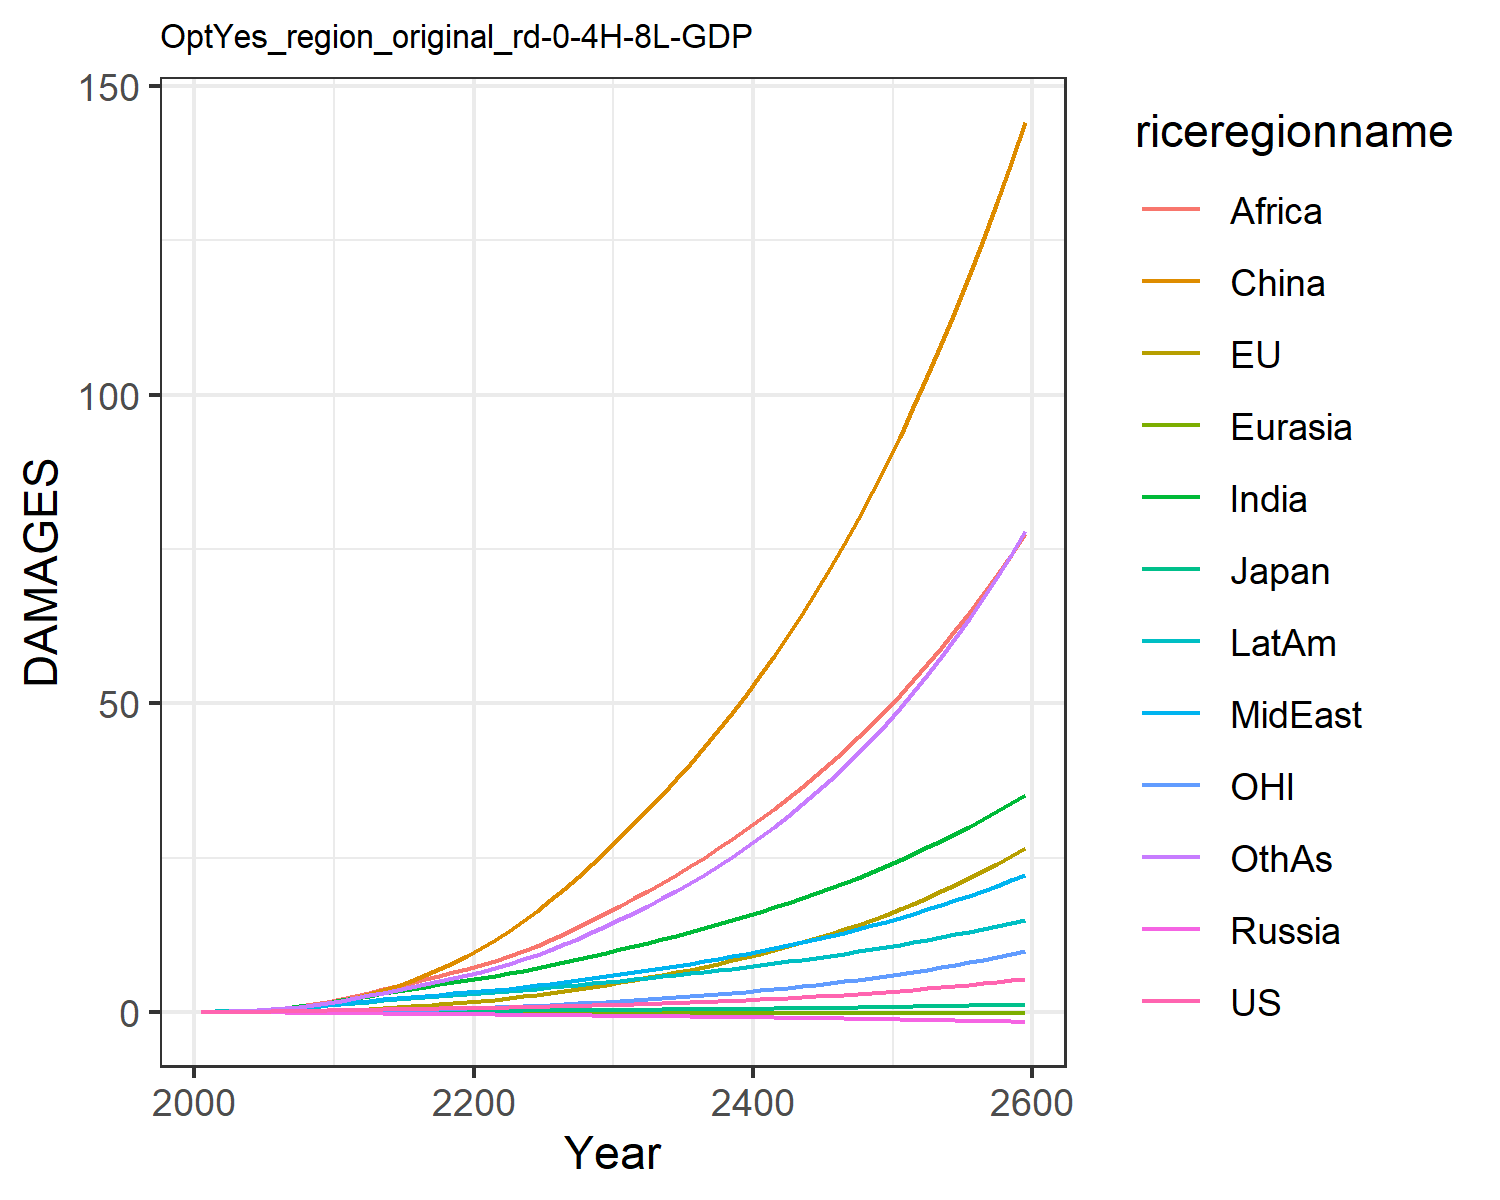 OptYes_region_original_rd-0-4H-8L-GDP
150
100
50
0
DAMAGES
2000
2200
2400
2600
Year
riceregionname
Africa
China
EU
Eurasia
India
Japan
LatAm
MidEast
OHI
OthAs
Russia
US